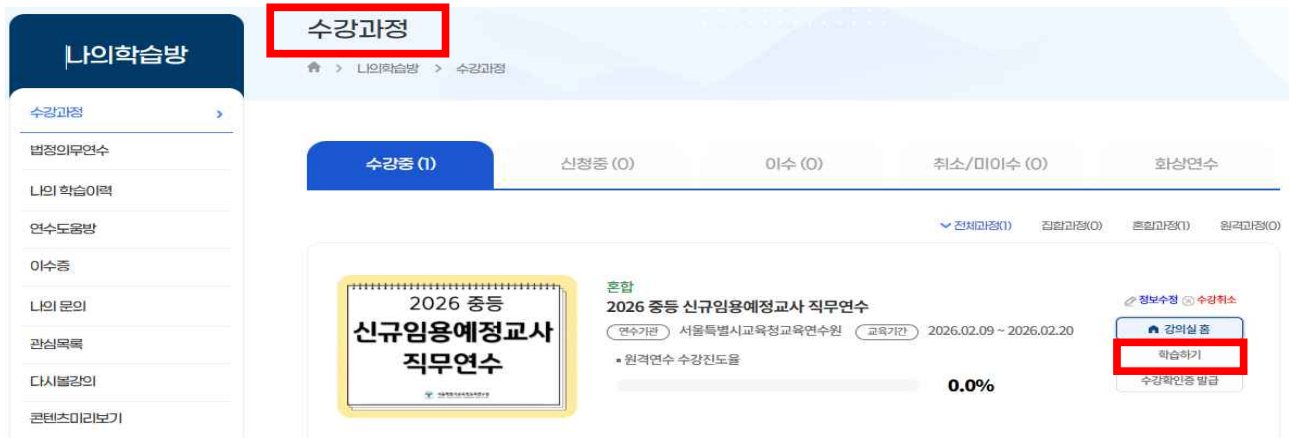 나의학습방
수강과정
나의학습방 > 수강과정
수강과정 >
법정의무연수
나의 학습이력
연수도움방
이수증
나의 문의
관심목록
다시볼강의
콘텐츠미리보기
수강중 (1) 신청중 (0) 이수 (0) 취소/미이수 (0) 화상연수
전체과정(1) 집합과정(0) 혼합과정(1) 원격과정(0)
2026 중등
신규임용예정교사
직무연수
혼합
2026 중등 신규임용예정교사 직무연수
연수기관 서울특별시교육청교육연수원 교육기간 2026.02.09 ~ 2026.02.20
▪ 원격연수 수강진도율
0.0%
정보수정 수강취소
강의실 홈
학습하기
수강확인증 발급